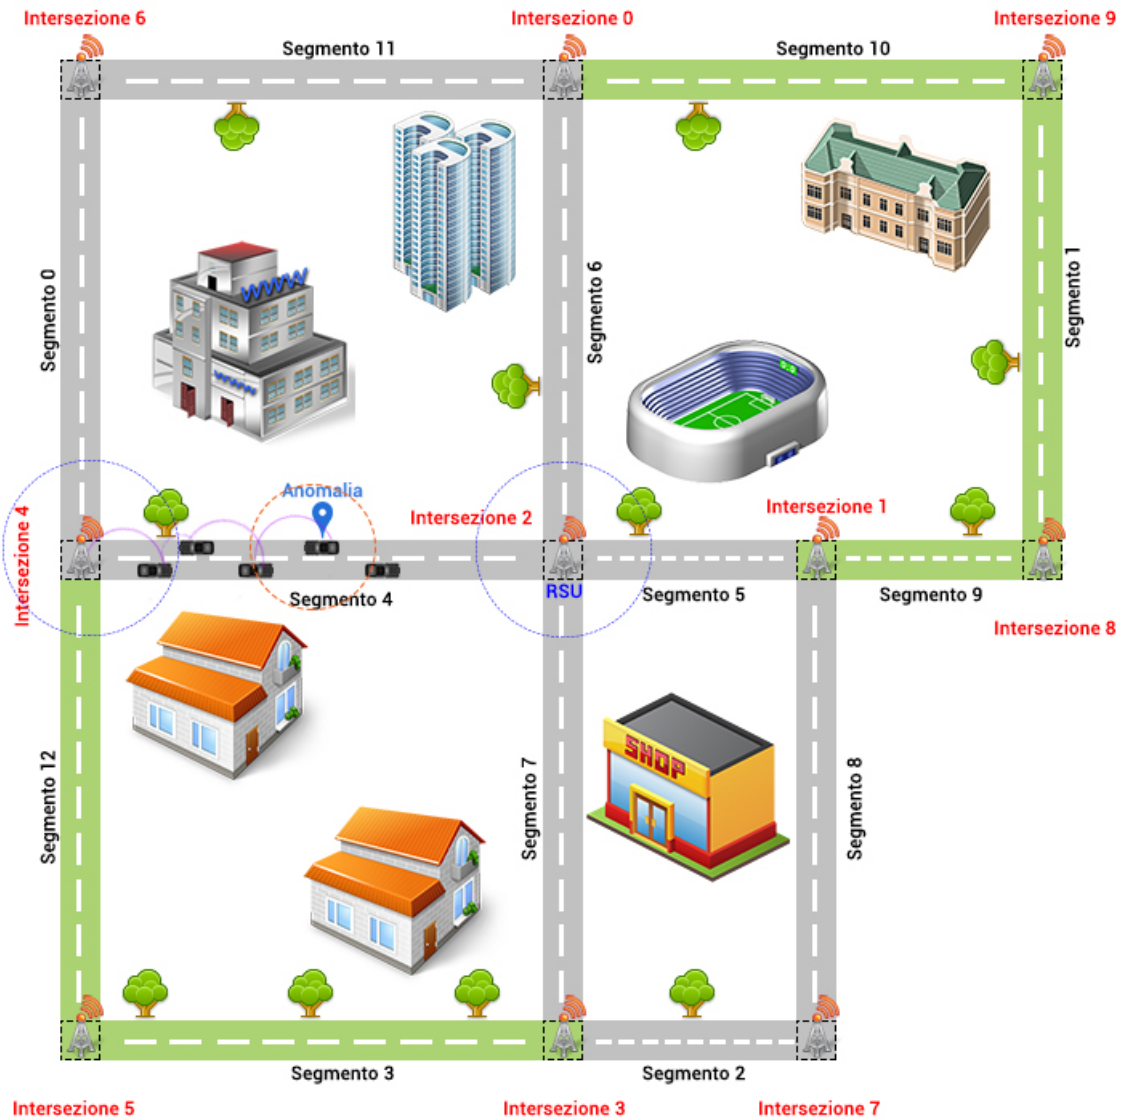 Intersezione 6
Intersezione 0
Intersezione 9
Segmento 11
Segmento 10
Segmento 0
Segmento 6
Segmento 1
WWW
WWW
Anomalia
Intersezione 4
Intersezione 2
Intersezione 1
Segmento 4
RSU
Segmento 5
Segmento 9
Intersezione 8
SHOP
Segmento 12
Segmento 7
Segmento 8
Segmento 3
Segmento 2
Intersezione 5
Intersezione 3
Intersezione 7